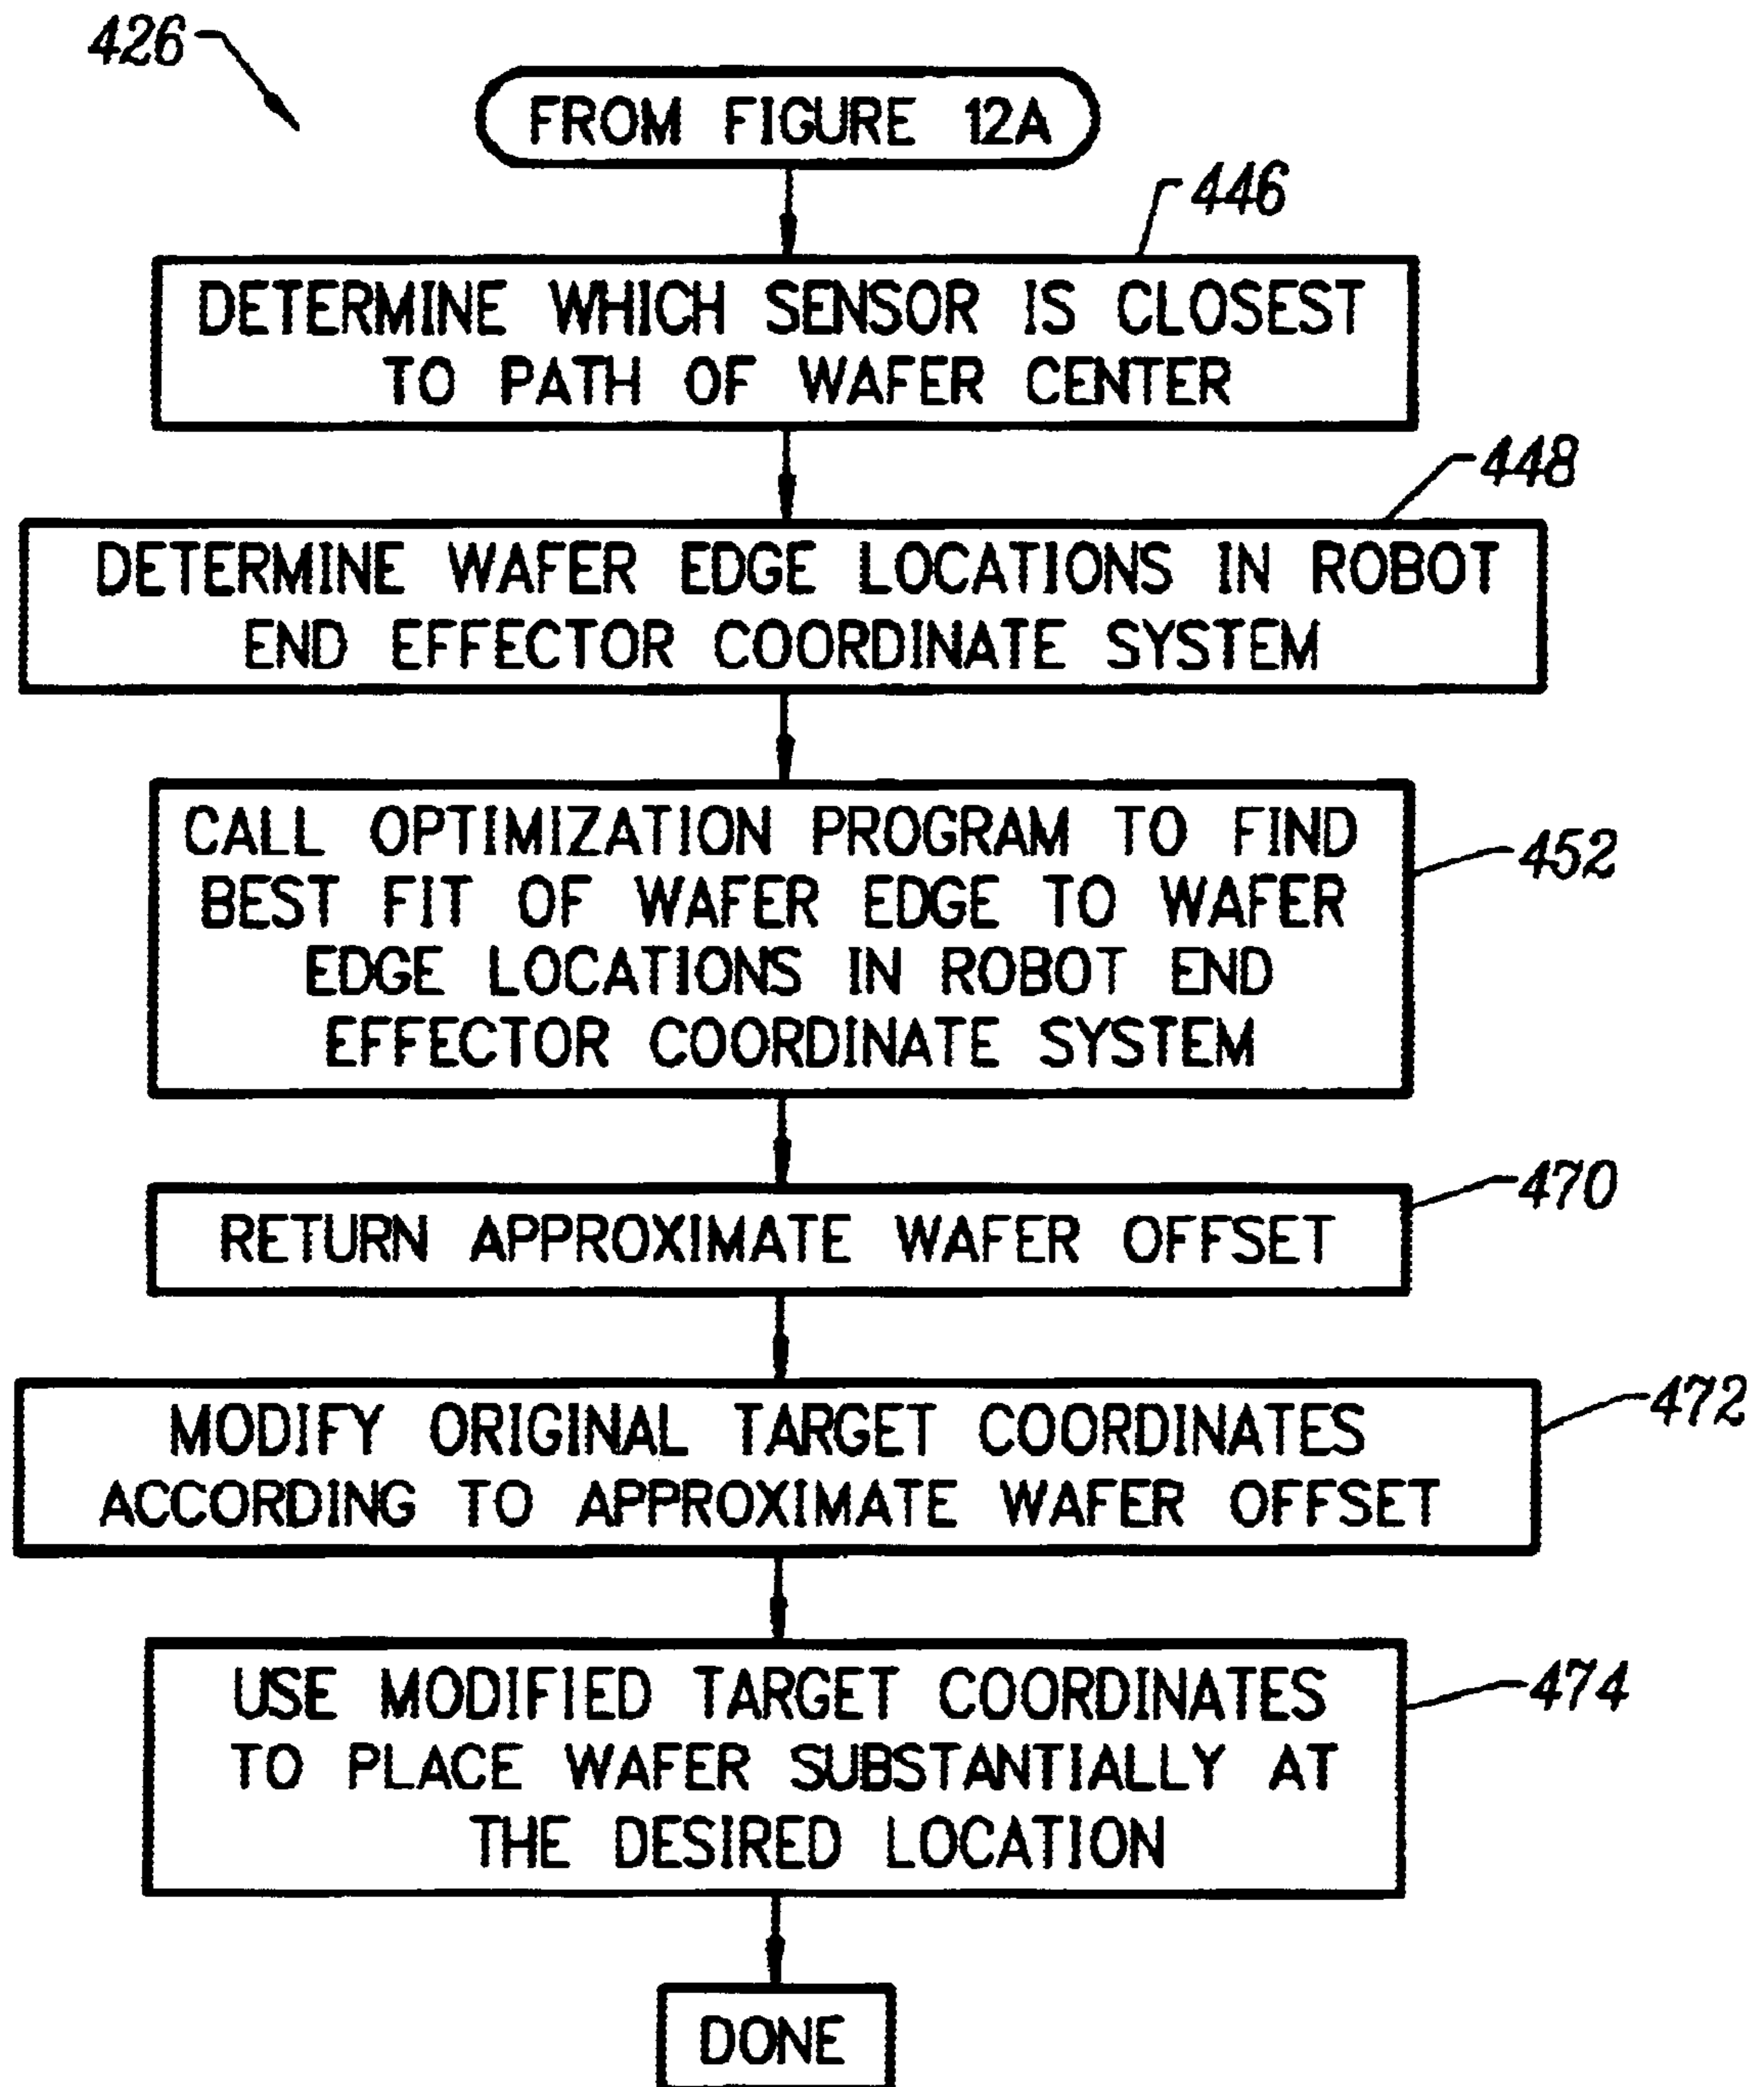 426
FROM FIGURE 12A
446
DETERMINE WHICH SENSOR IS CLOSEST
TO PATH OF WAFER CENTER
448
DETERMINE WAFER EDGE LOCATIONS IN ROBOT
END EFFECTOR COORDINATE SYSTEM
CALL OPTIMIZATION PROGRAM TO FIND
BEST FIT OF WAFER EDGE TO WAFER
EDGE LOCATIONS IN ROBOT END
EFFECTOR COORDINATE SYSTEM
452
RETURN APPROXIMATE WAFER OFFSET
470
MODIFY ORIGINAL TARGET COORDINATES
ACCORDING TO APPROXIMATE WAFER OFFSET
472
USE MODIFIED TARGET COORDINATES
TO PLACE WAFER SUBSTANTIALLY AT
THE DESIRED LOCATION
474
DONE